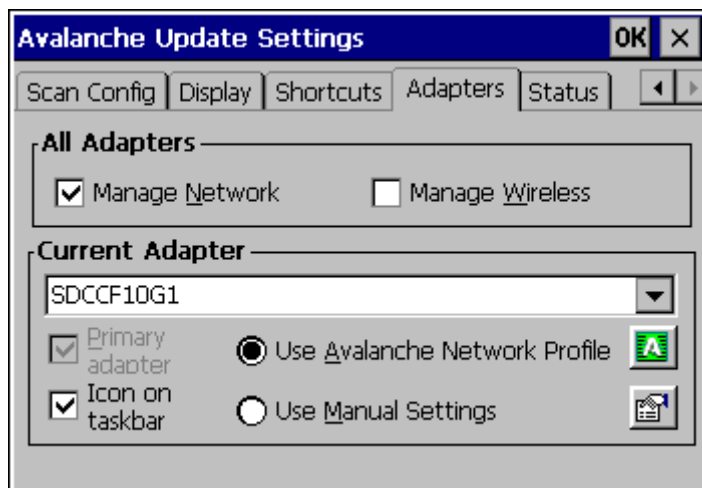 Avalanche Update Settings OK
Scan Config Display Shortcuts Adapters Status
All Adapters
Manage Network Manage Wireless
Current Adapter
SDCCF10G1
Primary adapter
Use Avalanche Network Profile A
Icon on taskbar
Use Manual Settings